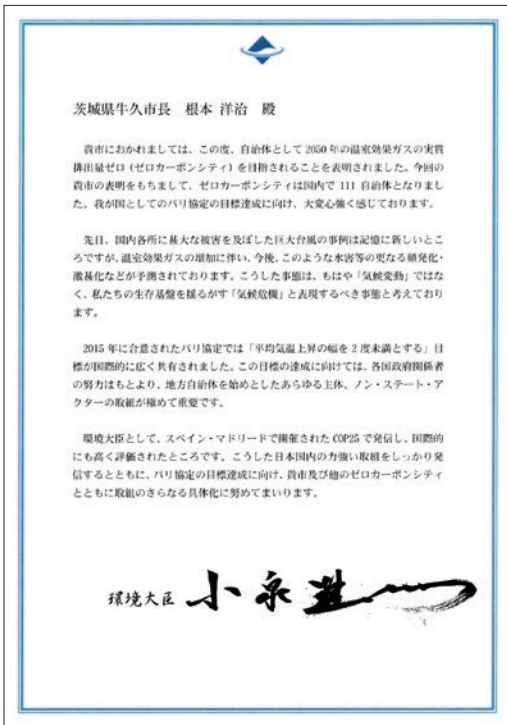 茨城県牛久市長 根本 洋治 殿
貴市におかれましては、この度、自治体として 2050 年の温室効果ガスの実質
排出量ゼロ（ゼロカーボンシティ）を目指されることを表明されました。今回の
貴市の表明をもちまして、ゼロカーボンシティは国内で 111 自治体となりまし
た。我が国としてのパリ協定の目標達成に向け、大変心強く感じております。
先日、国内各所に甚大な被害を及ぼした巨大台風の事例は記憶に新しいとこ
ろですが、温室効果ガスの増加に伴い、今後、このような水害等の更なる頻発化・
激甚化などが予測されております。こうした事態は、もはや「気候変動」ではな
く、私たちの生存基盤を揺るがす「気候危機」と表現するべき事態と考えており
ます。
2015 年に合意されたパリ協定では「平均気温上昇の幅を 2 度未満とする」目
標が国際的に広く共有されました。この目標の達成に向けては、各国政府関係者
の努力はもとより、地方自治体を始めとしたあらゆる主体、ノン・ステート・ア
クターの取組が極めて重要です。
環境大臣として、スペイン・マドリードで開催された COP25 で発信し、国際的
にも高く評価されたところです。こうした日本国内の力強い取組をしっかり発
信するとともに、パリ協定の目標達成に向け、貴市及び他のゼロカーボンシティ
とともに取組のさらなる具体化に努めてまいります。
環境大臣 小泉進一郎